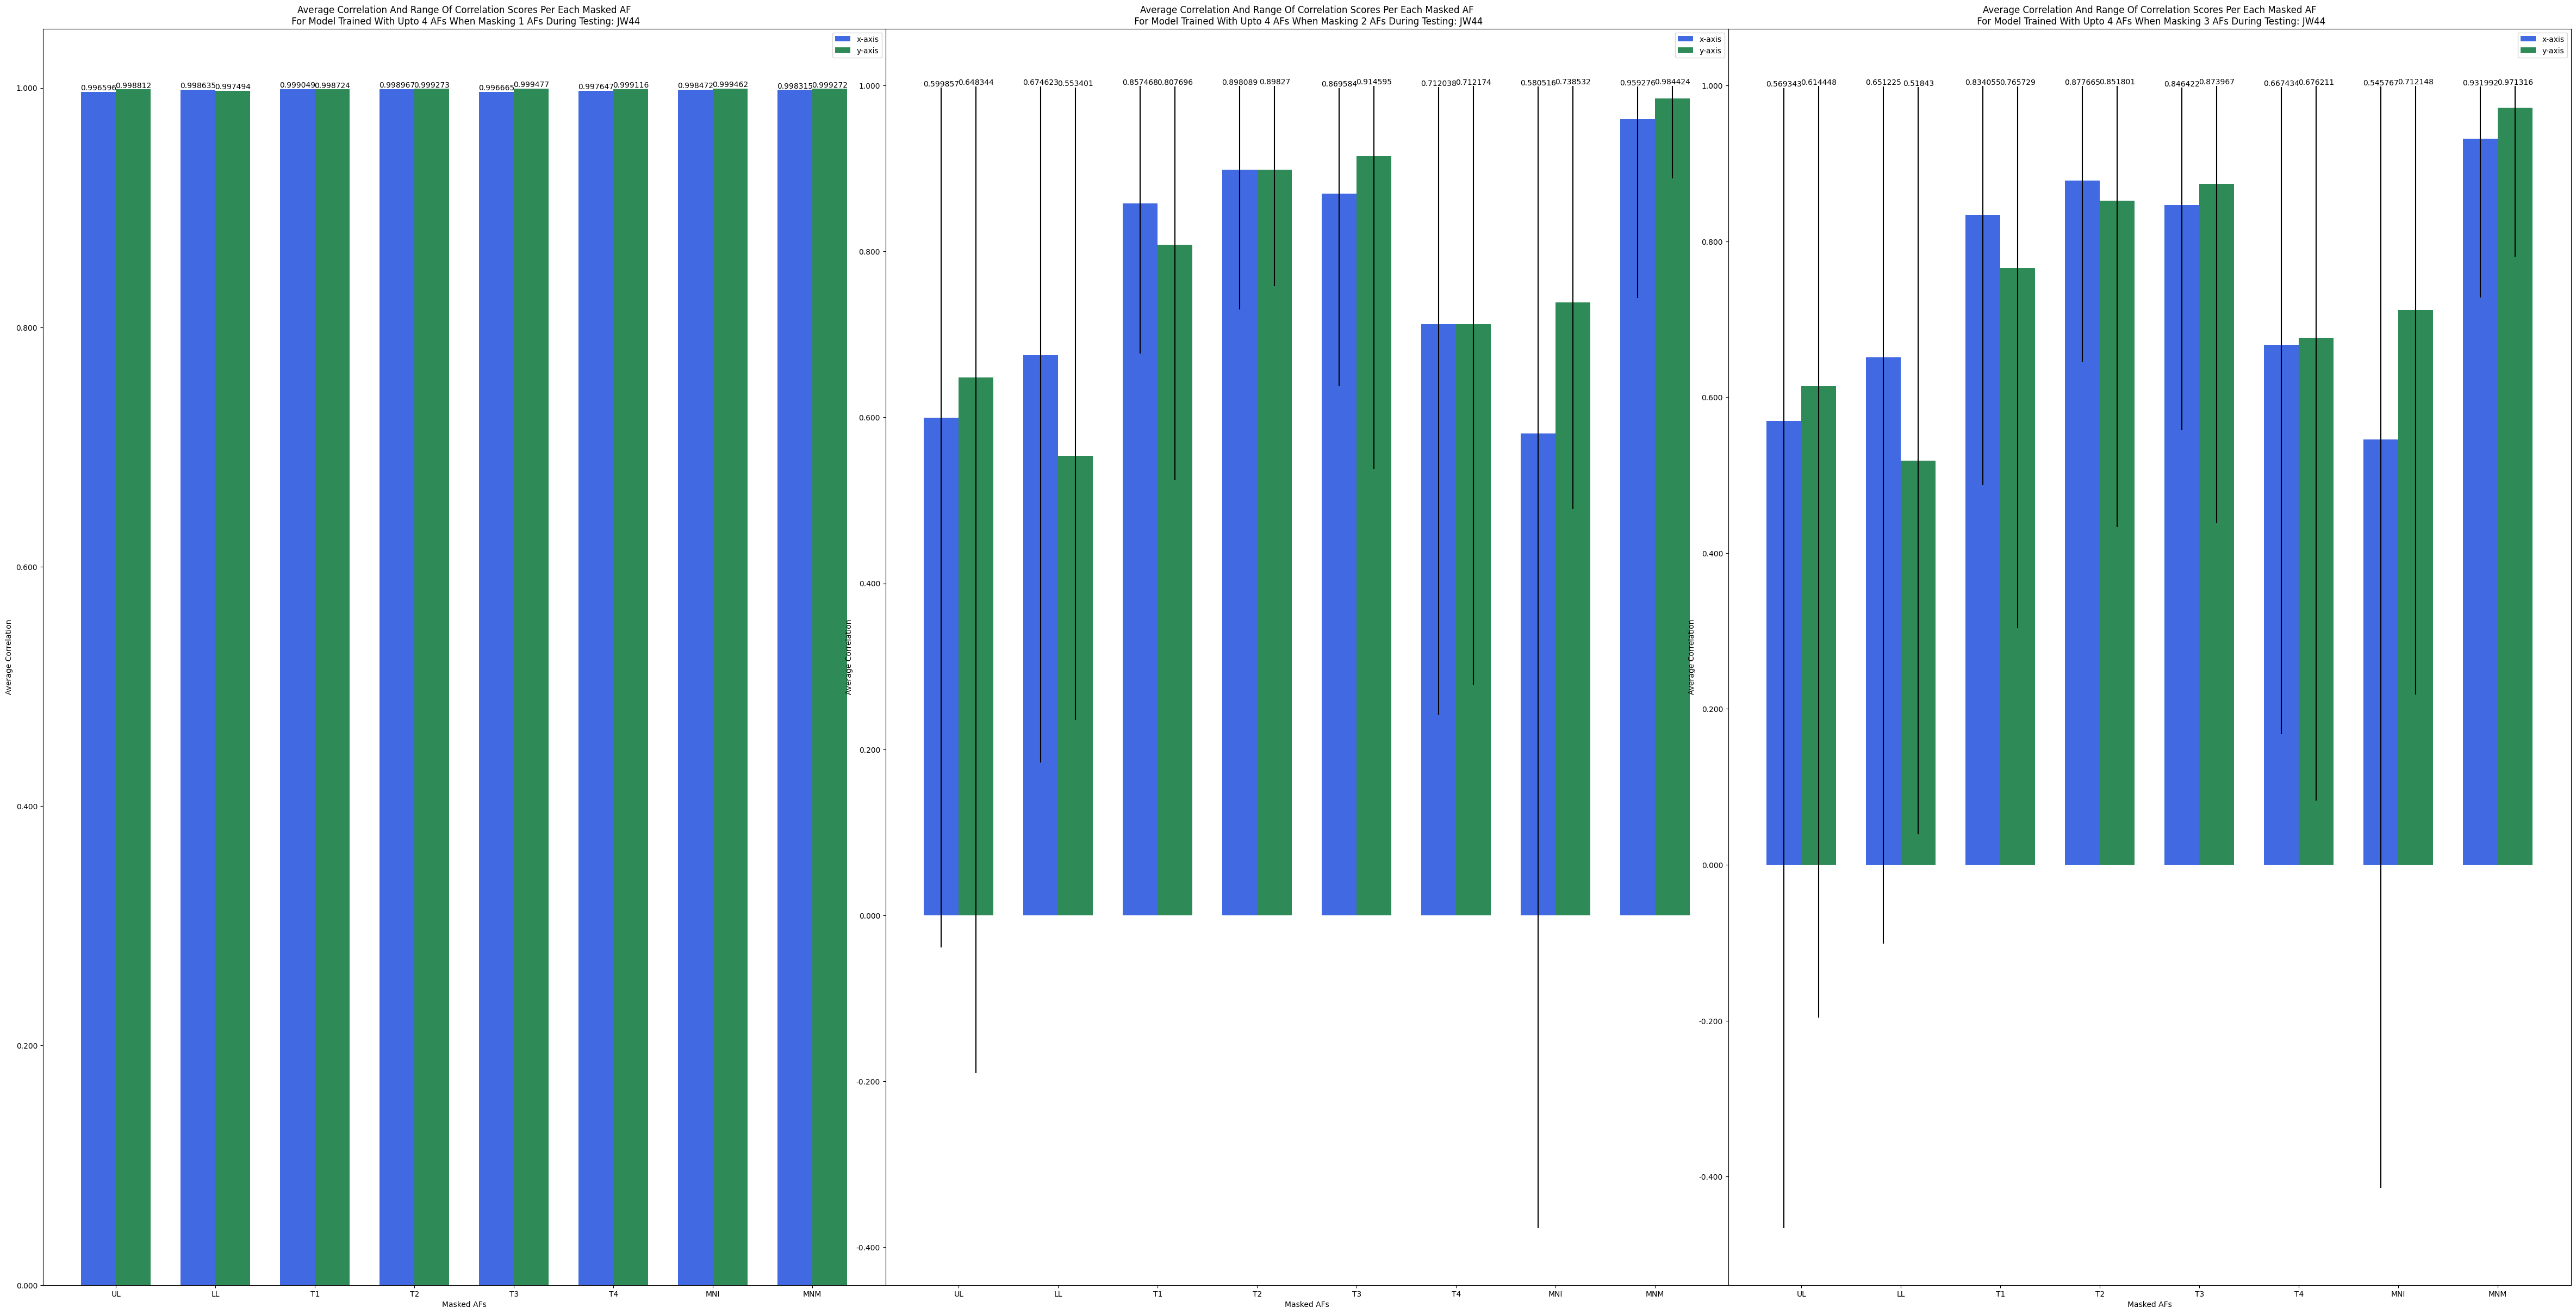 Average Correlation And Range Of Correlation Scores Per Each Masked AF
For Model Trained With Upto 4 AFs When Masking 1 AFs During Testing: JW44
x-axis
y-axis
0.996596 0.998812 0.998635 0.997494 0.999049 0.998724 0.998967 0.999273 0.996665 0.999477 0.997647 0.999116 0.998472 0.999462 0.998315 0.999272
1.000
0.800
0.600
0.400
0.200
0.000
Average Correlation
UL LL T1 T2 T3 T4 MNI MNM
Masked AFs
Average Correlation And Range Of Correlation Scores Per Each Masked AF
For Model Trained With Upto 4 AFs When Masking 2 AFs During Testing: JW44
x-axis
y-axis
0.599857 0.648344 0.674623 0.553401 0.857468 0.807696 0.898089 0.89827 0.869584 0.914595 0.712038 0.712174 0.580516 0.738532 0.959276 0.984424
1.000
0.800
0.600
0.400
0.200
0.000
-0.200
-0.400
Average Correlation
UL LL T1 T2 T3 T4 MNI MNM
Masked AFs
Average Correlation And Range Of Correlation Scores Per Each Masked AF
For Model Trained With Upto 4 AFs When Masking 3 AFs During Testing: JW44
x-axis
y-axis
0.569343 0.614448 0.651225 0.51843 0.834055 0.765729 0.877665 0.851801 0.846422 0.873967 0.667434 0.676211 0.545767 0.712148 0.931992 0.971316
1.000
0.800
0.600
0.400
0.200
0.000
-0.200
-0.400
Average Correlation
UL LL T1 T2 T3 T4 MNI MNM
Masked AFs